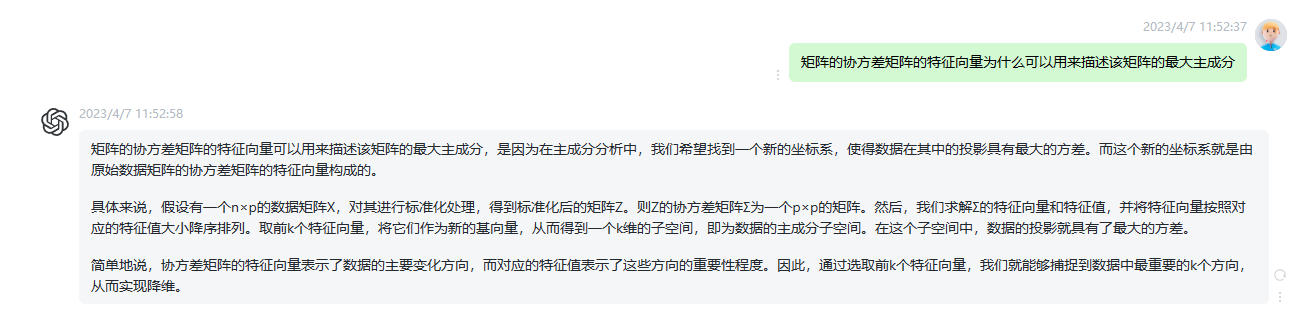 2023/4/7 11:52:37
矩阵的协方差矩阵的特征向量为什么可以用来描述该矩阵的最大主成分
2023/4/7 11:52:58
矩阵的协方差矩阵的特征向量可以用来描述该矩阵的最大主成分，是因为在主成分分析中，我们希望找到一个新的坐标系，使得数据在其中的投影具有最大的方差。而这个新的坐标系就是由
原始数据矩阵的协方差矩阵的特征向量构成的。
具体来说，假设有一个n×p的数据矩阵X，对其进行标准化处理，得到标准化后的矩阵Z。则Z的协方差矩阵Σ为一个p×p的矩阵。然后，我们求解Σ的特征向量和特征值，并将特征向量按照对
应的特征值大小降序排列。取前k个特征向量，将它们作为新的基向量，从而得到一个k维的子空间，即为数据的主成分子空间。在这个子空间中，数据的投影就具有了最大的方差。
简单地说，协方差矩阵的特征向量表示了数据的主要变化方向，而对应的特征值表示了这些方向的重要性程度。因此，通过选取前k个特征向量，我们就能够捕捉到数据中最重要的k个方向，
从而实现降维。